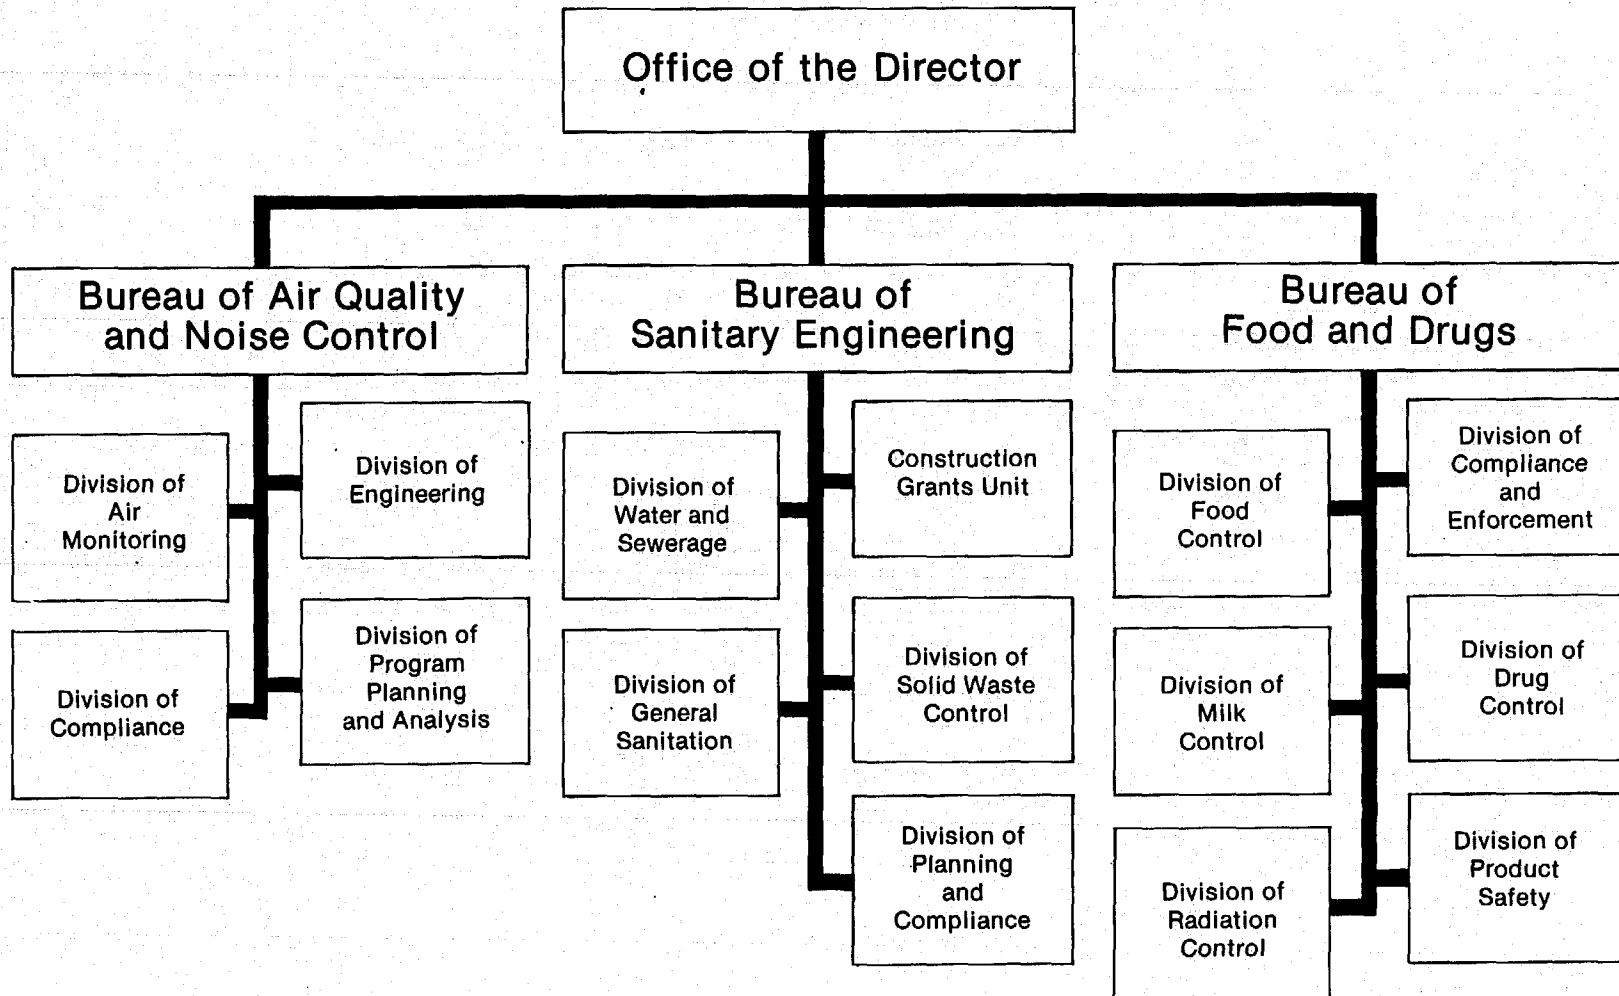 Office of the Director
Bureau of Air Quality
and Noise Control
Bureau of
Sanitary Engineering
Bureau of
Food and Drugs
Division of
Air
Monitoring
Division of
Engineering
Division of
Compliance
Division of
Program
Planning
and Analysis
Division of
Water and
Sewerage
Construction
Grants Unit
Division of
General
Sanitation
Division of
Solid Waste
Control
Division of
Planning
and
Compliance
Division of
Food
Control
Division of
Compliance
and
Enforcement
Division of
Milk
Control
Division of
Drug
Control
Division of
Radiation
Control
Division of
Product
Safety